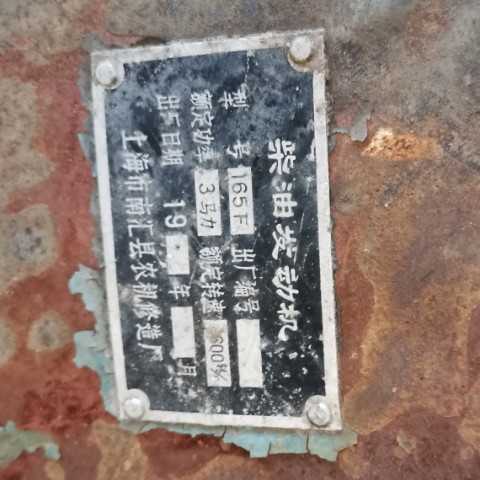 柴油发动机
型号 165F 出厂编号
额定功率 3马力 额定转速 600
出厂日期 19 年 月
上海市南汇县农机修造厂